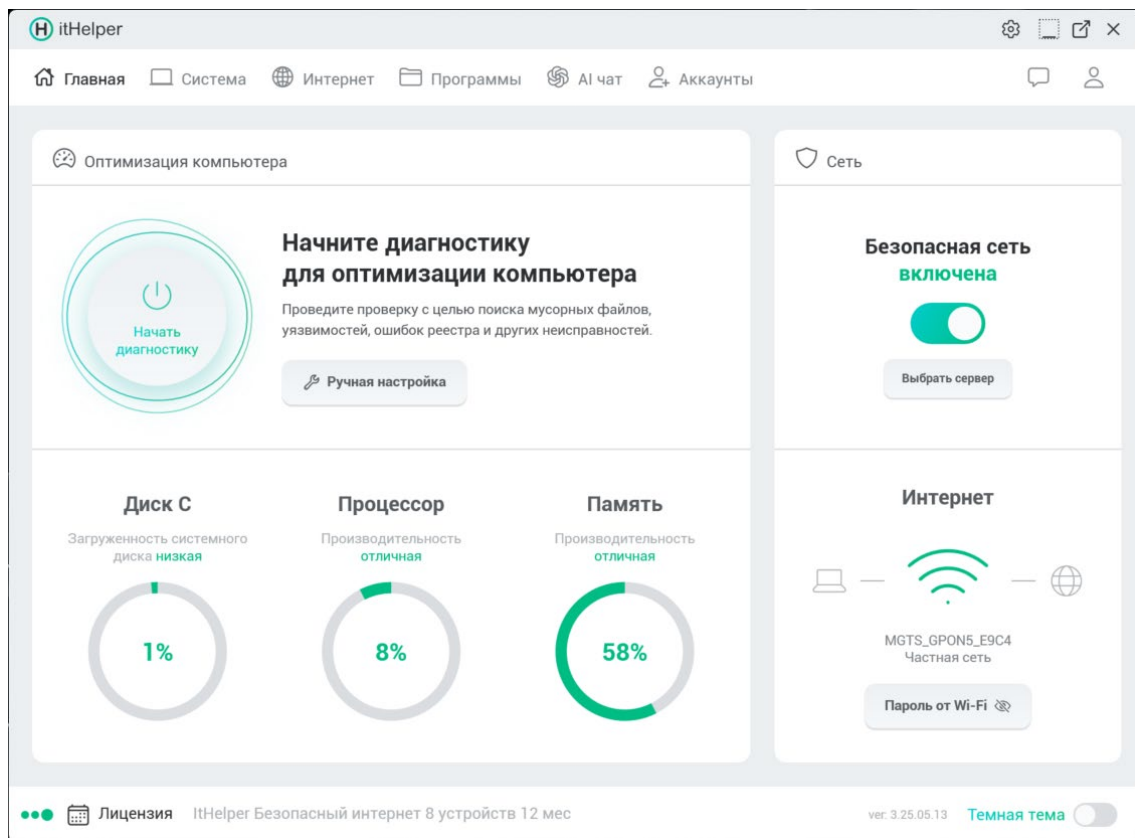 itHelper
Главная
Система
Интернет
Программы
AI чат
Аккаунты
Оптимизация компьютера
Начать
диагностику
Начните диагностику
для оптимизации компьютера
Проведите проверку с целью поиска мусорных файлов,
уязвимостей, ошибок реестра и других неисправностей.
Ручная настройка
Диск C
Загруженность системного
диска низкая
1%
Процессор
Производительность
отличная
8%
Память
Производительность
отличная
58%
Сеть
Безопасная сеть
включена
Выбрать сервер
Интернет
MGTS_GPON5_E9C4
Частная сеть
Пароль от Wi-Fi
Лицензия
ItHelper Безопасный интернет 8 устройств 12 мес
ver: 3.25.05.13
Темная тема